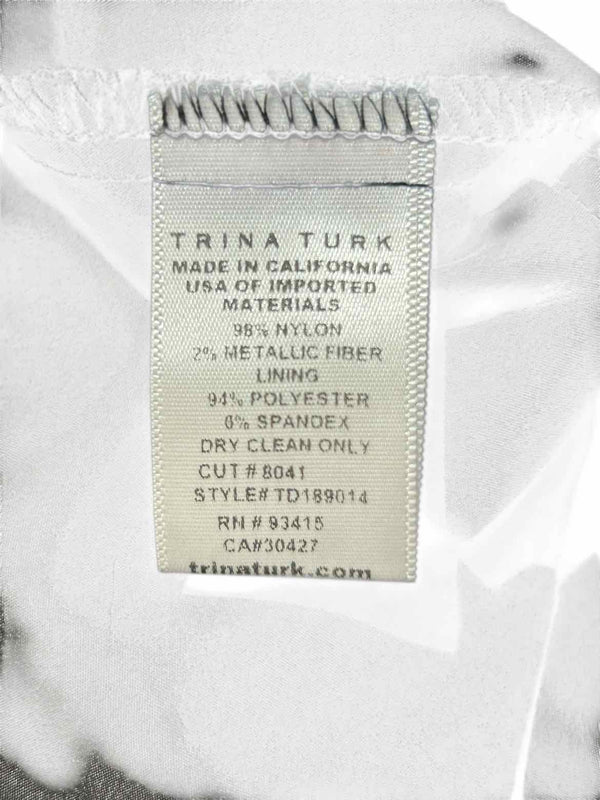 TRINA TURK
MADE IN CALIFORNIA
USA OF IMPORTED
MATERIALS
98% NYLON
2% METALLIC FIBER
LINING
94% POLYESTER
6% SPANDEX
DRY CLEAN ONLY
CUT # 8041
STYLE# TD189014
RN # 93415
CA#30427
trinaturk.com